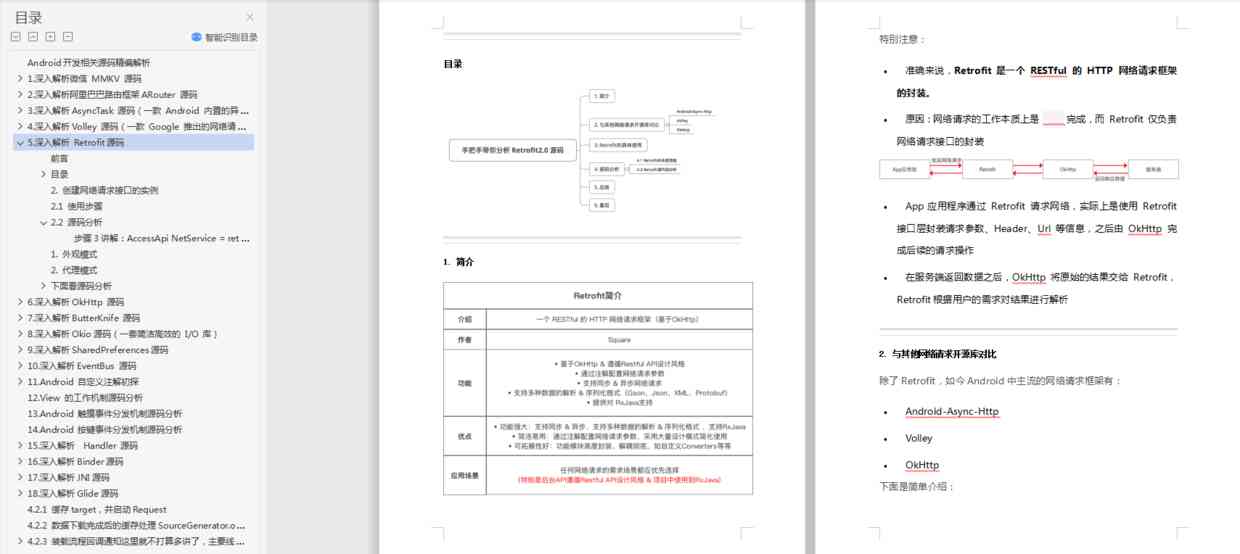 目录
智能识别目录
Android开发相关源码精编解析
1.深入解析微信 MMKV 源码
2.深入解析阿里巴巴路由框架 ARouter 源码
3.深入解析 AsyncTask 源码(一款 Android 内置的异 ...
4.深入解析 Volley 源码(一款 Google 推出的网络请 ...
5.深入解析 Retrofit 源码
前言
目录
2. 创建网络请求接口的实例
2.1 使用步骤
2.2 源码分析
步骤 3 讲解:AccessApi NetService = ret ...
1. 外观模式
2. 代理模式
下面看源码分析
6.深入解析 OkHttp 源码
7.深入解析 ButterKnife 源码
8.深入解析 Okio 源码(一套简洁高效的 I/O 库)
9.深入解析 SharedPreferences 源码
10.深入解析 EventBus 源码
11.Android 自定义注解初探
12.View 的工作机制源码分析
13.Android 触摸事件分发机制源码分析
14.Android 按键事件分发机制源码分析
15.深入解析 Handler 源码
16.深入解析 Binder 源码
17.深入解析 JNI 源码
18.深入解析 Glide 源码
4.2.1 缓存 target,并启动 Request
4.2.2 数据下载完成后的缓存处理 SourceGenerator.o ...
4.2.3 装载流程回调通知这里就不打算多讲了,主要线 ...
目录
手把手带你分析 Retrofit2.0 源码
1. 简介
2. 与其他网络请求开源库对比
Android-Async-Http
Volley
OkHttp
3. Retrofit的具体使用
4. 源码分析
5. 总结
6. 最后
1. 简介
Retrofit简介
介绍
一个 RESTful 的 HTTP 网络请求框架(基于OkHttp)
作者
Square
功能
• 基于OkHttp & 遵循Restful API设计风格
• 通过注解配置网络请求参数
• 支持同步 & 异步网络请求
• 支持多种数据的解析 & 序列化格式(Gson、Json、XML、Protobuf)
• 提供对 RxJava支持
优点
• 功能强大:支持同步 & 异步、支持多种数据的解析 & 序列化格式 、支持RxJava
• 简洁易用:通过注解配置网络请求参数、采用大量设计模式简化使用
• 可拓展性好:功能模块高度封装、解耦彻底,如自定义Converters等等
应用场景
任何网络请求的需求场景都应优先选择
(特别是后台API遵循Restful API设计风格 & 项目中使用到RxJava)
特别注意:
• 准确来说,Retrofit 是一个 RESTful 的 HTTP 网络请求框架
的封装。
• 原因:网络请求的工作本质上是 完成,而 Retrofit 仅负责
网络请求接口的封装
App应用层
发起网络请求
Retrofit
OkHttp
返回响应数据
服务器
• App 应用程序通过 Retrofit 请求网络,实际上是使用 Retrofit
接口层封装请求参数、Header、Url 等信息,之后由 OkHttp 完
成后续的请求操作
• 在服务端返回数据之后,OkHttp 将原始的结果交给 Retrofit,
Retrofit 根据用户的需求对结果进行解析
2. 与其他网络请求开源库对比
除了 Retrofit,如今 Android 中主流的网络请求框架有:
• Android-Async-Http
• Volley
• OkHttp
下面是简单介绍: